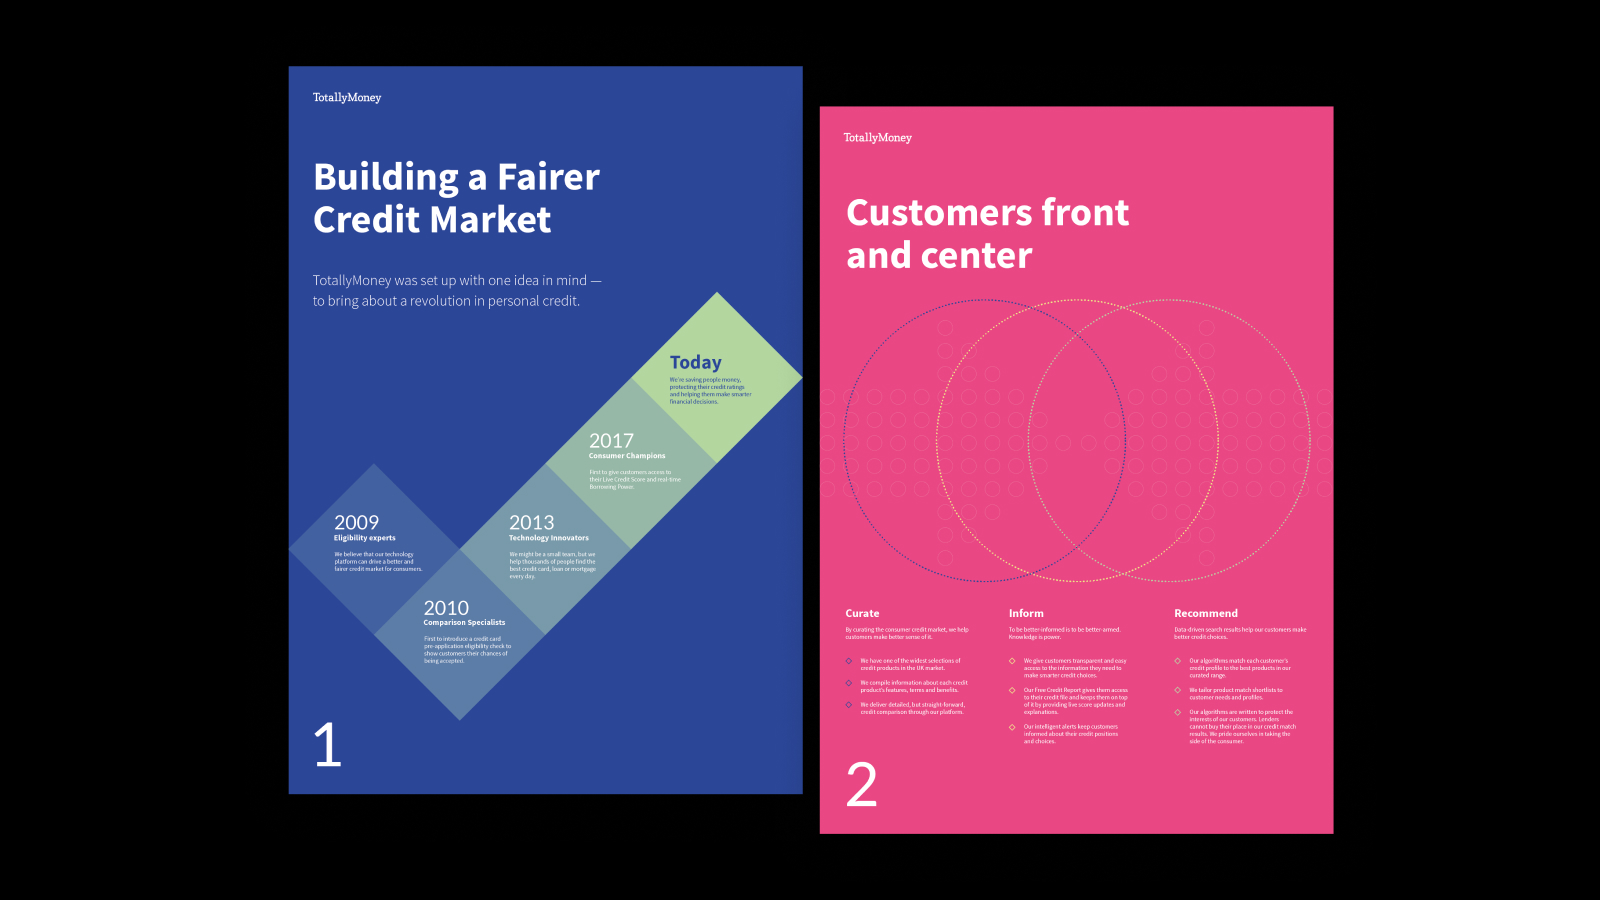 TotallyMoney
Building a Fairer
Credit Market
TotallyMoney was set up with one idea in mind —
to bring about a revolution in personal credit.
Today
We're saving people money,
protecting their credit ratings
and helping them make smarter
financial decisions.
2017
Consumer Champions
First to give customers access to
their Live Credit Score and real-time
Borrowing Power.
2009
Eligibility experts
We believe that our technology
platform can drive a better and
fairer credit market for consumers.
2013
Technology Innovators
We might be a small team, but we
help thousands of people find the
best credit card, loan or mortgage
every day.
2010
Comparison Specialists
First to introduce a credit card
pre-application eligibility check to
show customers their chances of
being accepted.
1
TotallyMoney
Customers front
and center
Curate
By curating the consumer credit market, we help
customers make better sense of it.
We have one of the widest selections of
credit products in the UK market.
We compile information about each credit
product's features, terms and benefits.
We deliver detailed, but straight-forward,
credit comparison through our platform.
Inform
To be better-informed is to be better-armed.
Knowledge is power.
We give customers transparent and easy
access to the information they need to
make smarter credit choices.
Our Free Credit Report gives them access
to their credit file and keeps them on top
of it by providing live score updates and
explanations.
Our intelligent alerts keep customers
informed about their credit positions
and choices.
Recommend
Data-driven search results help our customers make
better credit choices.
Our algorithms match each customer's
credit profile to the best products in our
curated range.
We tailor product match shortlists to
customer needs and profiles.
Our algorithms are written to protect the
interests of our customers. Lenders
cannot buy their place in our credit match
results. We pride ourselves in taking the
side of the consumer.
2